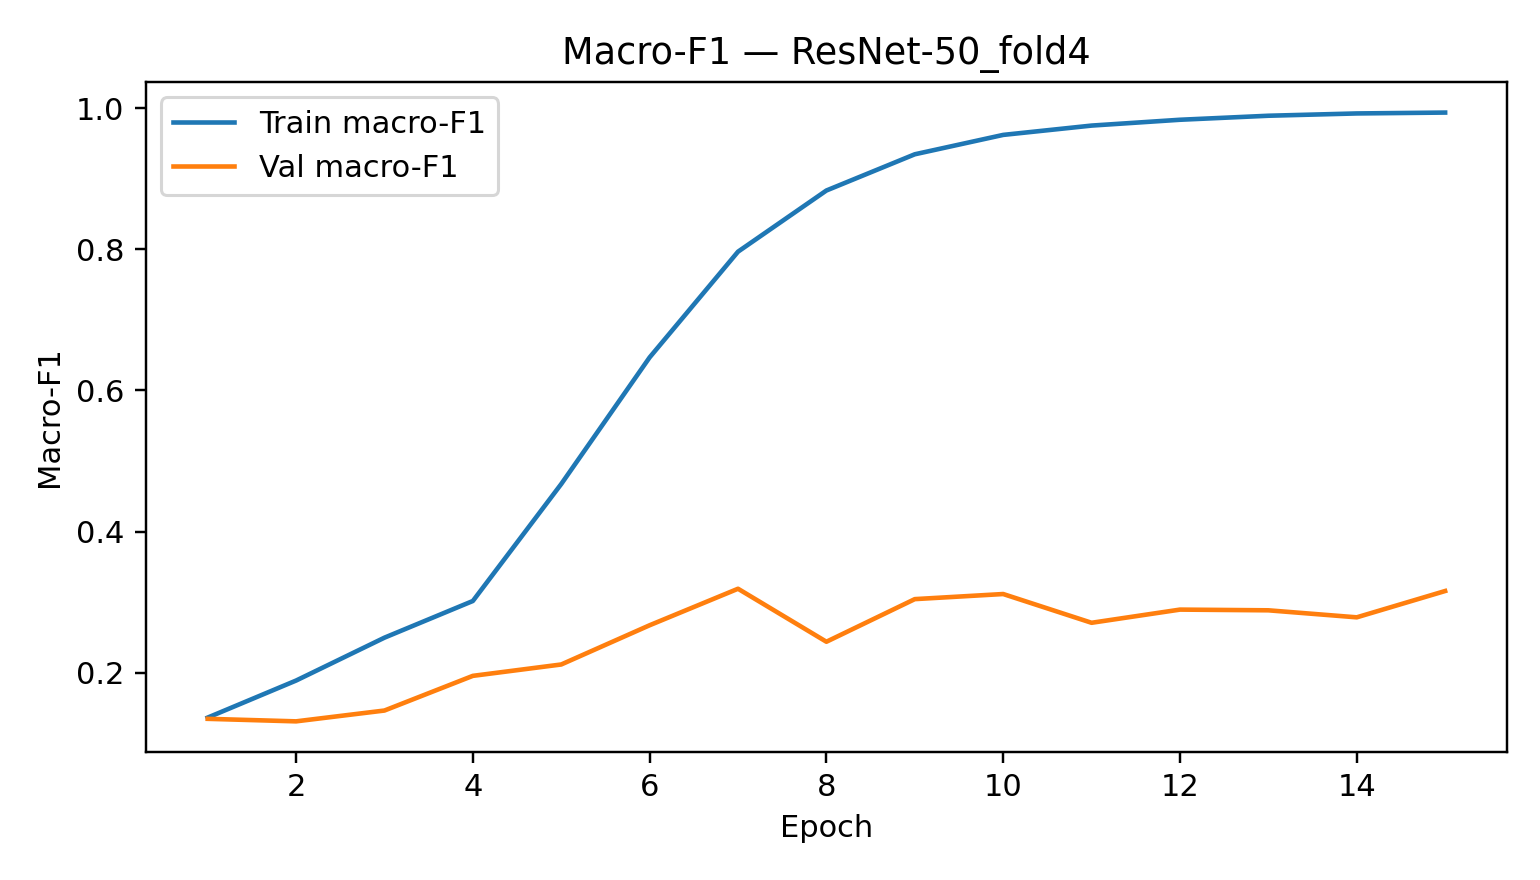 Macro-F1 — ResNet-50_fold4
Train macro-F1
Val macro-F1
Macro-F1
1.0
0.8
0.6
0.4
0.2
2 4 6 8 10 12 14
Epoch